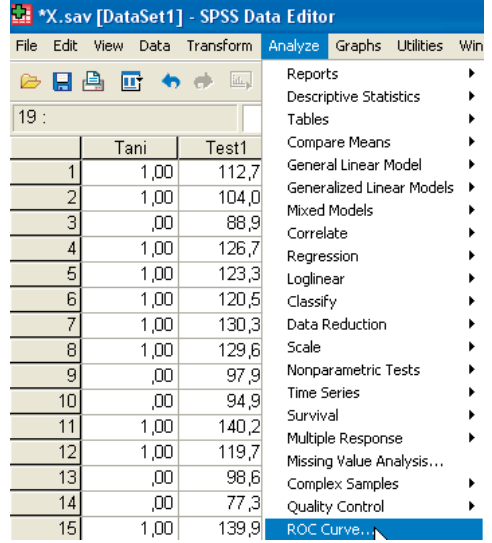 *X.sav [DataSet1] - SPSS Data Editor
File Edit View Data Transform Analyze Graphs Utilities Win
19 :
Tani Test1
1 1,00 112,7
2 1,00 104,0
3 ,00 88,9
4 1,00 126,7
5 1,00 123,3
6 1,00 120,5
7 1,00 130,3
8 1,00 129,6
9 ,00 97,9
10 ,00 94,9
11 1,00 140,2
12 1,00 119,7
13 ,00 98,6
14 ,00 77,3
15 1,00 139,9
Reports
Descriptive Statistics
Tables
Compare Means
General Linear Model
Generalized Linear Models
Mixed Models
Correlate
Regression
Loglinear
Classify
Data Reduction
Scale
Nonparametric Tests
Time Series
Survival
Multiple Response
Missing Value Analysis...
Complex Samples
Quality Control
ROC Curve...